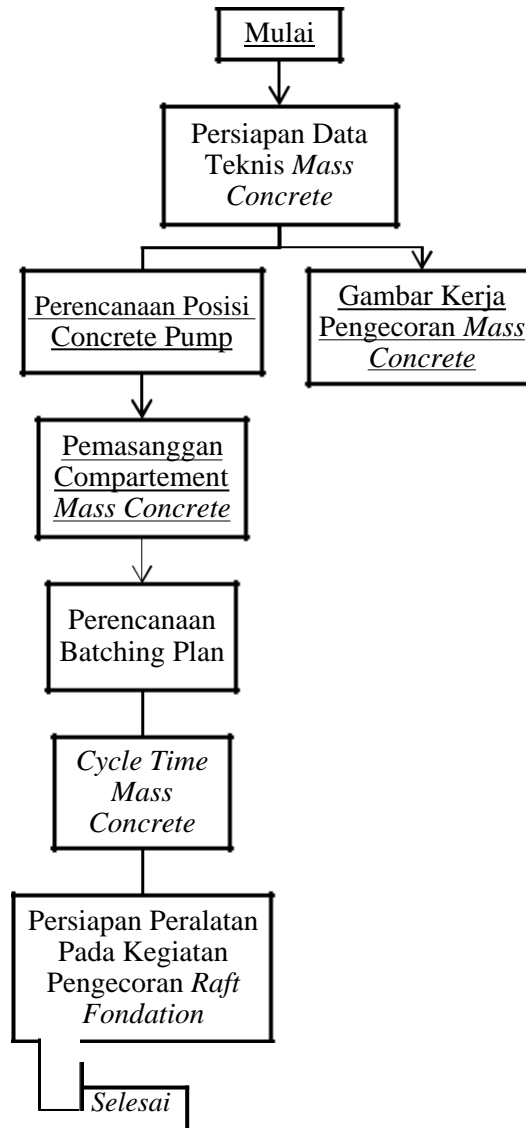 Mulai
Persiapan Data
Teknis Mass
Concrete
Perencanaan Posisi
Concrete Pump
Gambar Kerja
Pengecoran Mass
Concrete
Pemasanggan
Compartement
Mass Concrete
Perencanaan
Batching Plan
Cycle Time
Mass
Concrete
Persiapan Peralatan
Pada Kegiatan
Pengecoran Raft
Fondation
Selesai